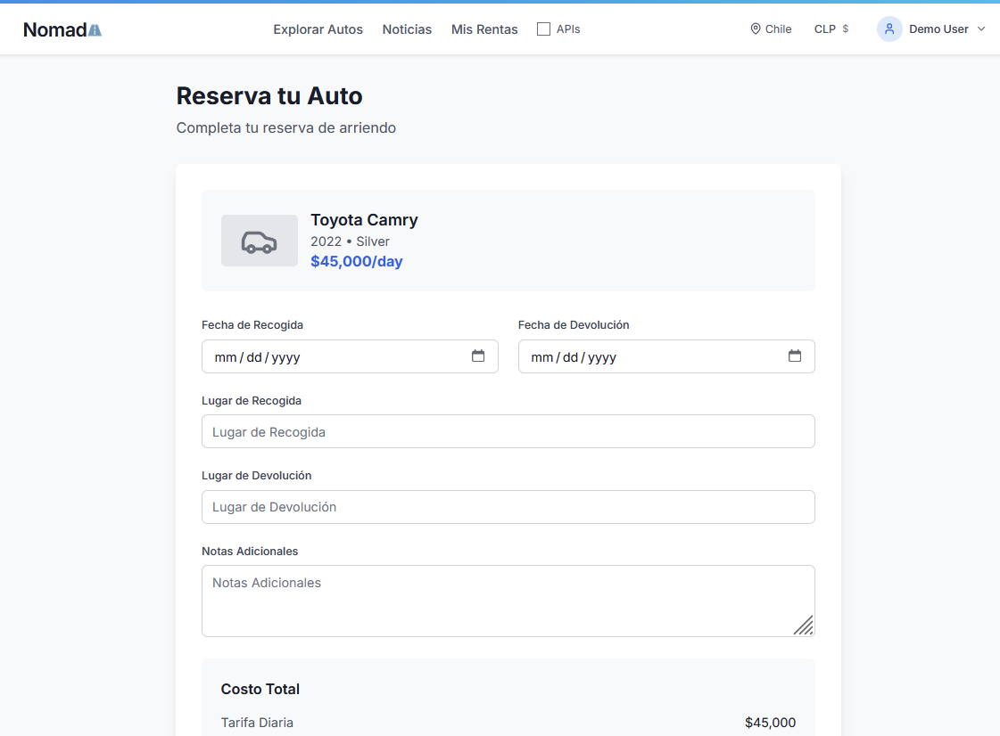 Nomad
Explorar Autos
Noticias
Mis Rentas
APIs
Chile
CLP $
Demo User
Reserva tu Auto
Completa tu reserva de arriendo
Toyota Camry
2022 • Silver
$45,000/day
Fecha de Recogida
Fecha de Devolución
mm/dd/yyyy
mm/dd/yyyy
Lugar de Recogida
Lugar de Recogida
Lugar de Devolución
Lugar de Devolución
Notas Adicionales
Notas Adicionales
Costo Total
Tarifa Diaria
$45,000